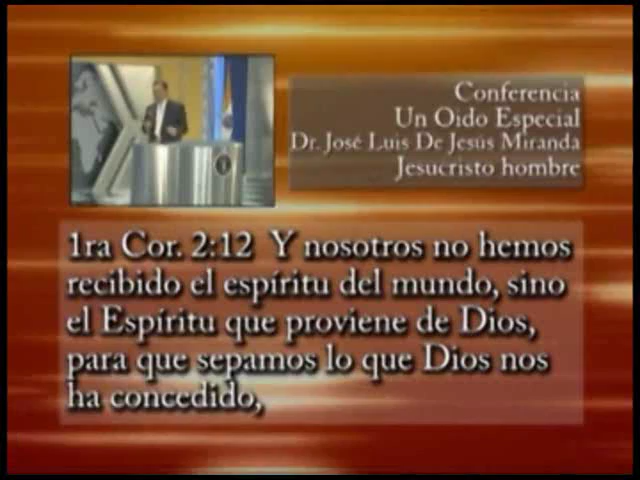 Conferencia
Un Oido Especial
Dr. José Luis De Jesús Miranda
Jesucristo hombre
1ra Cor. 2:12 Y nosotros no hemos
recibido el espíritu del mundo, sino
el Espíritu que proviene de Dios,
para que sepamos lo que Dios nos
ha concedido,